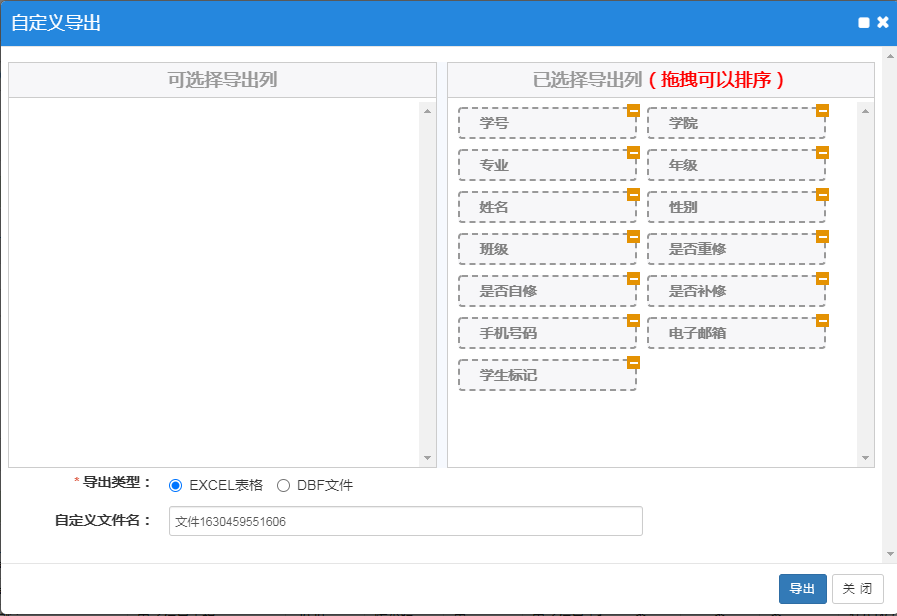 自定义导出
可选择导出列
已选择导出列（拖拽可以排序）
学号 学院
专业 年级
姓名 性别
班级 是否重修
是否自修 是否补修
手机号码 电子邮箱
学生标记
*导出类型： EXCEL表格 DBF文件
自定义文件名： 文件1630459551606
导出 关 闭